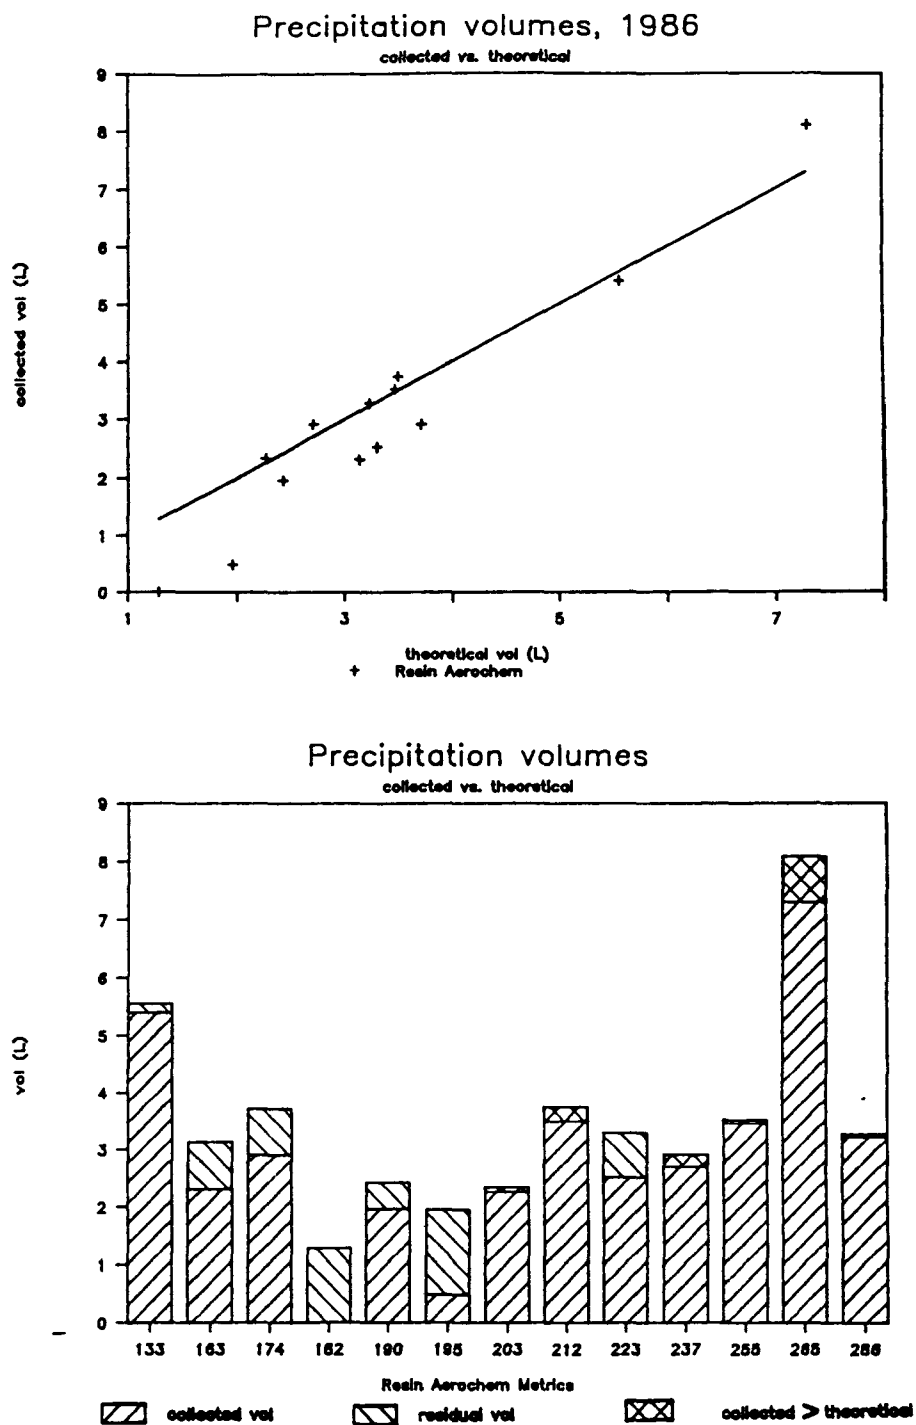 Precipitation volumes, 1986
collected vs. theoretical
9
8
7
6
5
4
3
2
1
0
collected vol (L)
1 3 5 7
theoretical vol (L)
+ Resin Aerochem
Precipitation volumes
collected vs. theoretical
9
8
7
6
5
4
3
2
1
0
vol (L)
133 163 174 182 190 195 203 212 223 237 255 265 286
Resin Aerochem Metrics
collected vol residual vol collected > theoretical